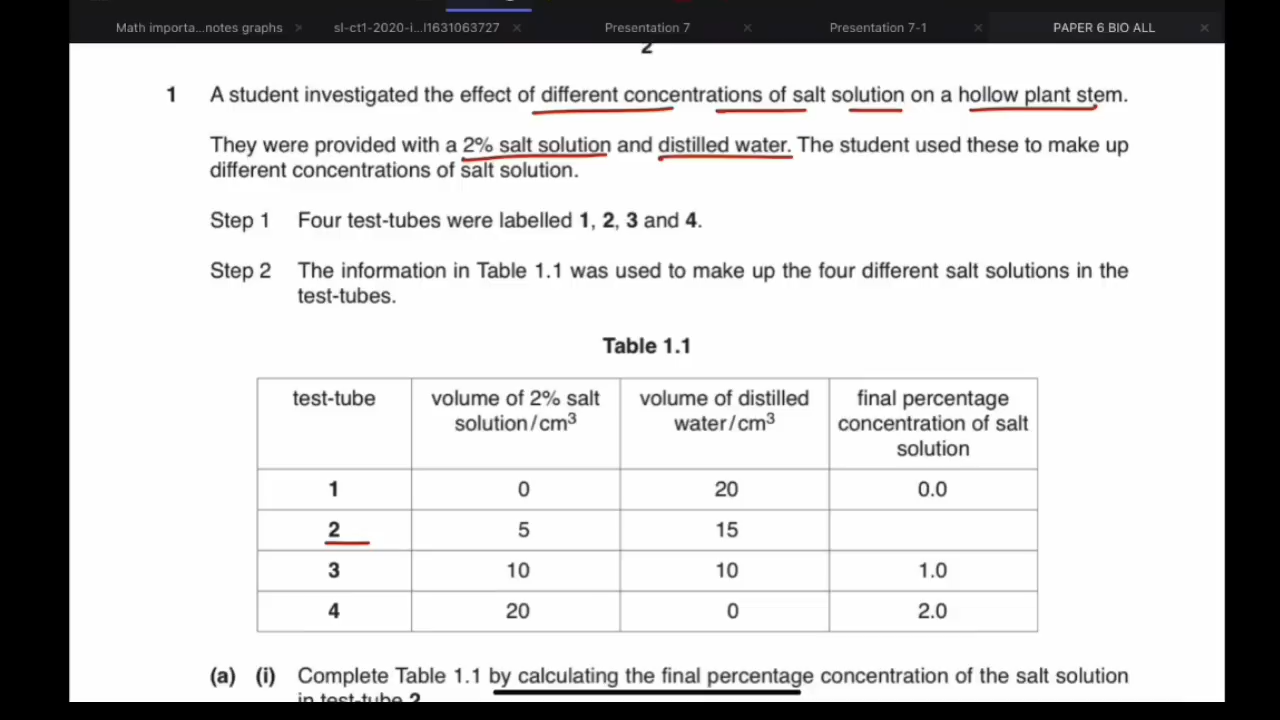 Math importa...notes graphs × sl-ct1-2020-i...l1631063727 × Presentation 7 × Presentation 7-1 × PAPER 6 BIO ALL ×
2
1 A student investigated the effect of different concentrations of salt solution on a hollow plant stem.
They were provided with a 2% salt solution and distilled water. The student used these to make up
different concentrations of salt solution.
Step 1 Four test-tubes were labelled 1, 2, 3 and 4.
Step 2 The information in Table 1.1 was used to make up the four different salt solutions in the
test-tubes.
Table 1.1
test-tube volume of 2% salt volume of distilled final percentage
solution/cm³ water/cm³ concentration of salt
solution
1 0 20 0.0
2 5 15
3 10 10 1.0
4 20 0 2.0
(a) (i) Complete Table 1.1 by calculating the final percentage concentration of the salt solution
in test-tube 2